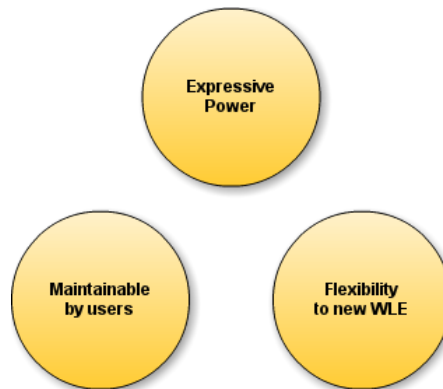 Expressive
Power
Maintainable
by users
Flexibility
to new WLE